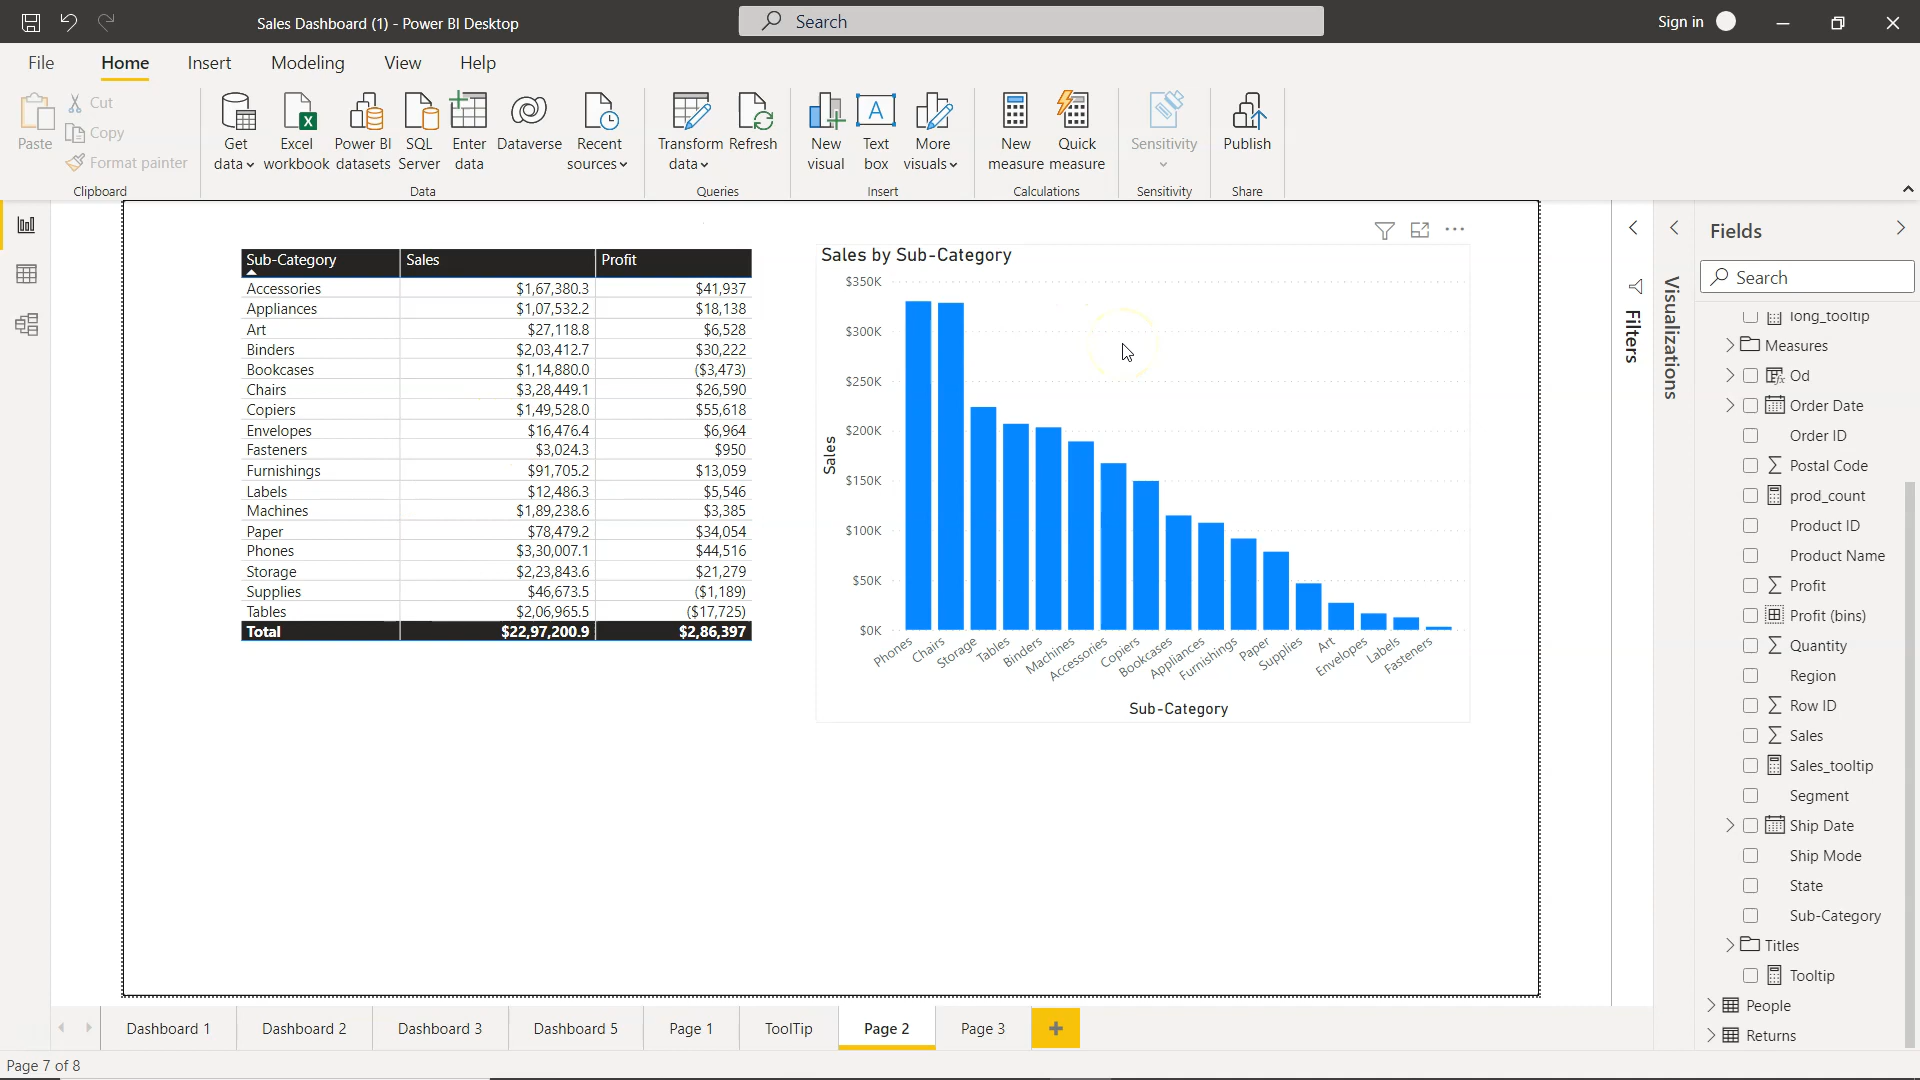 Sales Dashboard (1) - Power BI Desktop
Search
Sign in
File Home Insert Modeling View Help
Paste
Cut
Copy
Format painter
Clipboard
Get data
Excel workbook
Power BI datasets
SQL Server
Enter data
Dataverse
Recent sources
Data
Transform data
Refresh
Queries
New visual
Text box
More visuals
Insert
New measure
Quick measure
Calculations
Sensitivity
Sensitivity
Publish
Share
Sub-Category Sales Profit
Accessories $1,67,380.3 $41,937
Appliances $1,07,532.2 $18,138
Art $27,118.8 $6,528
Binders $2,03,412.7 $30,222
Bookcases $1,14,880.0 ($3,473)
Chairs $3,28,449.1 $26,590
Copiers $1,49,528.0 $55,618
Envelopes $16,476.4 $6,964
Fasteners $3,024.3 $950
Furnishings $91,705.2 $13,059
Labels $12,486.3 $5,546
Machines $1,89,238.6 $3,385
Paper $78,479.2 $34,054
Phones $3,30,007.1 $44,516
Storage $2,23,843.6 $21,279
Supplies $46,673.5 ($1,189)
Tables $2,06,965.5 ($17,725)
Total $22,97,200.9 $2,86,397
Sales by Sub-Category
$350K
$300K
$250K
$200K
$150K
$100K
$50K
$0K
Sales
Phones Chairs Storage Tables Binders Machines Accessories Copiers Bookcases Appliances Furnishings Paper Supplies Art Envelopes Labels Fasteners
Sub-Category
Filters
Visualizations
Fields
Search
long_tooltip
Measures
Od
Order Date
Order ID
Postal Code
prod_count
Product ID
Product Name
Profit
Profit (bins)
Quantity
Region
Row ID
Sales
Sales_tooltip
Segment
Ship Date
Ship Mode
State
Sub-Category
Titles
Tooltip
People
Returns
Dashboard 1 Dashboard 2 Dashboard 3 Dashboard 5 Page 1 ToolTip Page 2 Page 3
Page 7 of 8